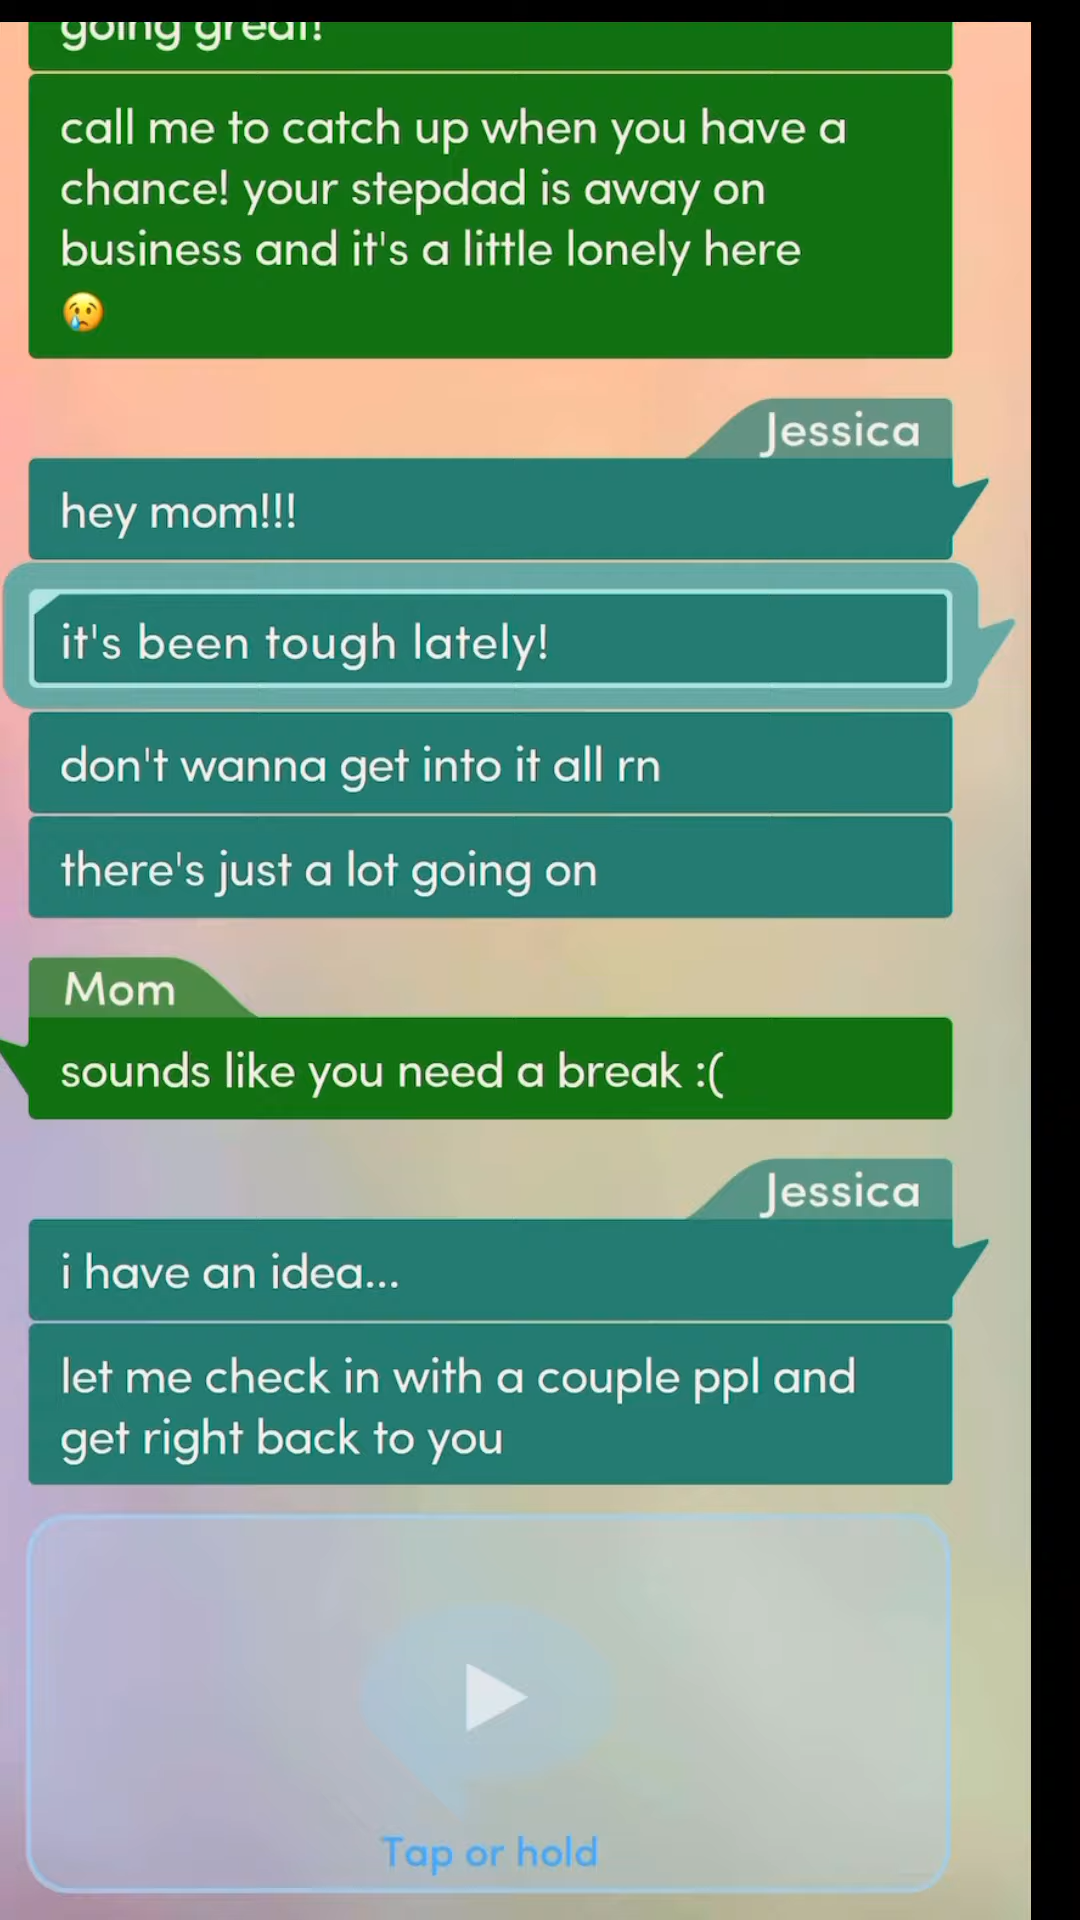 going great!
call me to catch up when you have a
chance! your stepdad is away on
business and it's a little lonely here
😢
Jessica
hey mom!!!
it's been tough lately!
don't wanna get into it all rn
there's just a lot going on
Mom
sounds like you need a break :(
Jessica
i have an idea...
let me check in with a couple ppl and
get right back to you
Tap or hold